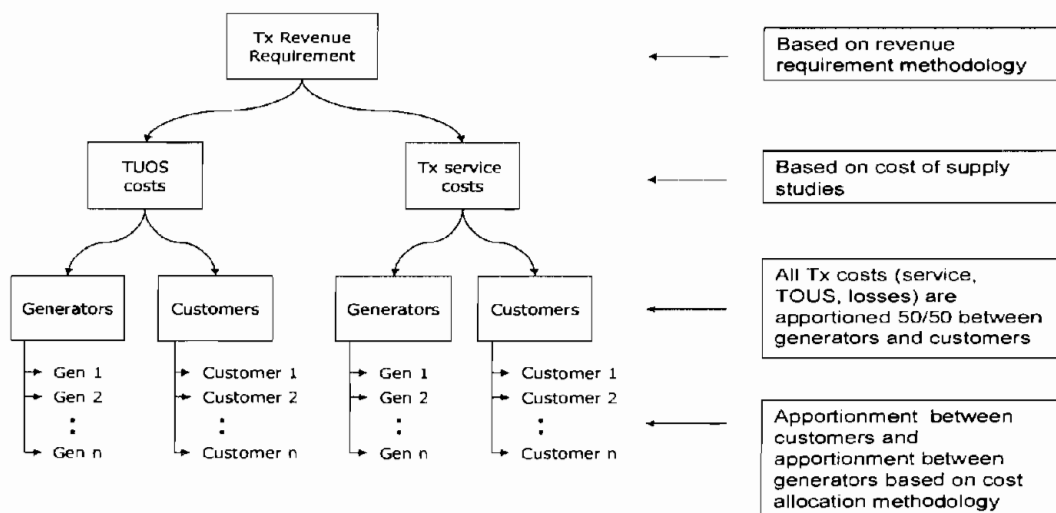 Tx Revenue
Requirement
Based on revenue
requirement methodology
TUOS
costs
Tx service
costs
Based on cost of supply
studies
Generators
Customers
Generators
Customers
All Tx costs (service,
TOUS, losses) are
apportioned 50/50 between
generators and customers
Gen 1
Gen 2
:
Gen n
Customer 1
Customer 2
:
Customer n
Gen 1
Gen 2
:
Gen n
Customer 1
Customer 2
:
Customer n
Apportionment between
customers and
apportionment between
generators based on cost
allocation methodology